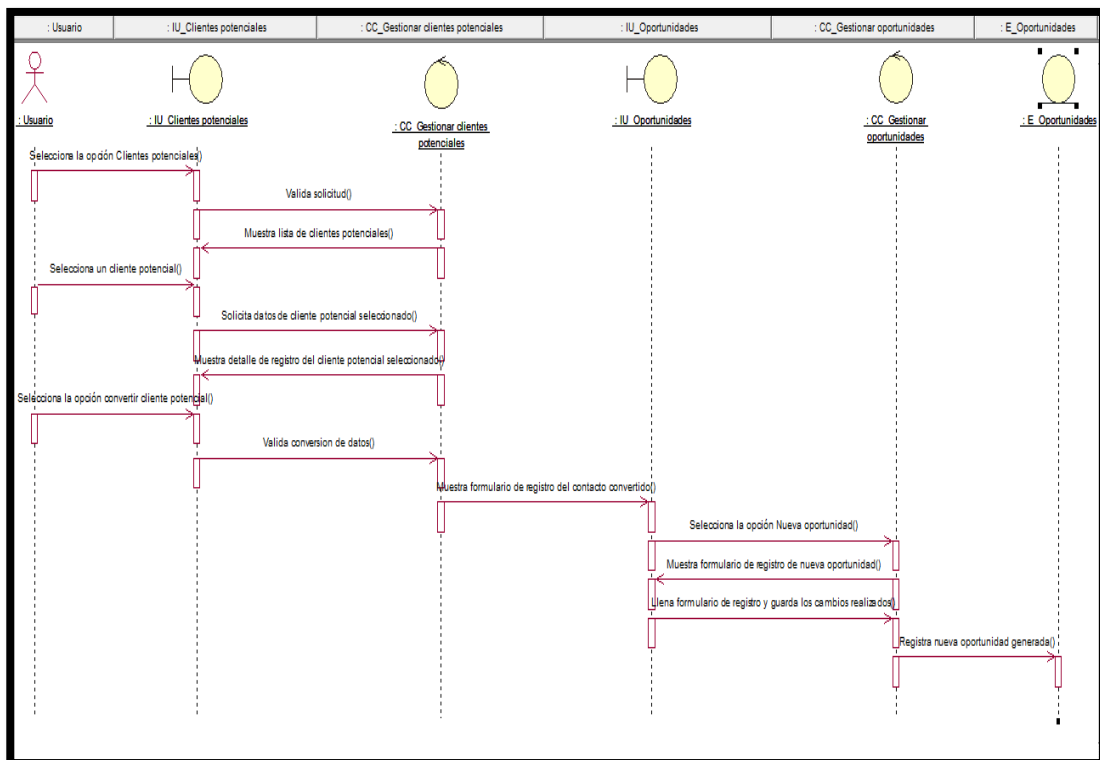 : Usuario
: IU_Clientes potenciales
: CC_Gestionar clientes potenciales
: IU_Oportunidades
: CC_Gestionar oportunidades
: E_Oportunidades
: Usuario
: IU_Clientes potenciales
: CC_Gestionar clientes
potenciales
: IU_Oportunidades
: CC_Gestionar
oportunidades
: E_Oportunidades
Selecciona la opción Clientes potenciales()
Valida solicitud()
Muestra lista de clientes potenciales()
Selecciona un cliente potencial()
Solicita datos de cliente potencial seleccionado()
Muestra detalle de registro del cliente potencial seleccionado()
Selecciona la opción convertir cliente potencial()
Valida conversion de datos()
Muestra formulario de registro del contacto convertido()
Selecciona la opción Nueva oportunidad()
Muestra formulario de registro de nueva oportunidad()
Llena formulario de registro y guarda los cambios realizados()
Registra nueva oportunidad generada()